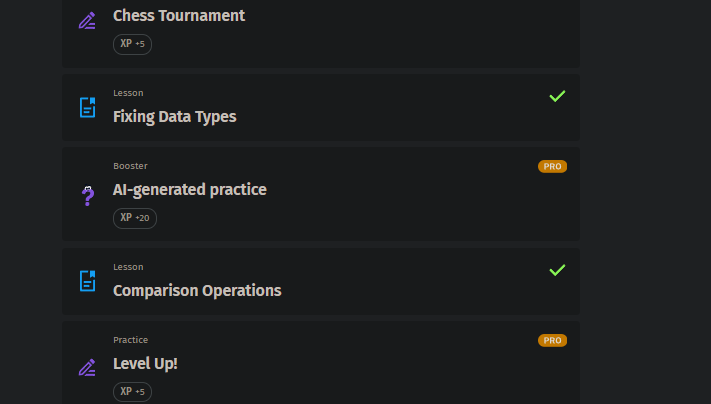 Chess Tournament
XP +5
Lesson
Fixing Data Types
Booster
PRO
AI-generated practice
XP +20
Lesson
Comparison Operations
Practice
PRO
Level Up!
XP +5